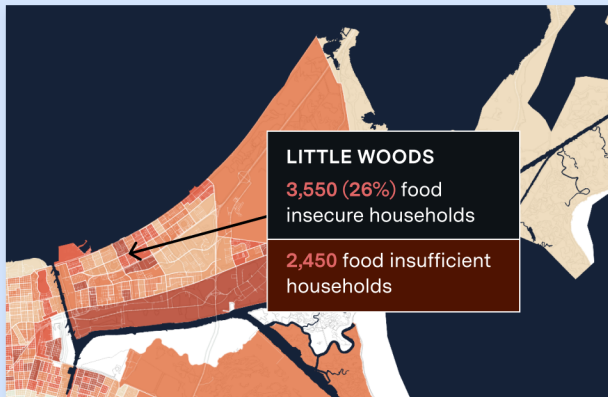 LITTLE WOODS
3,550 (26%) food
insecure households
2,450 food insufficient
households